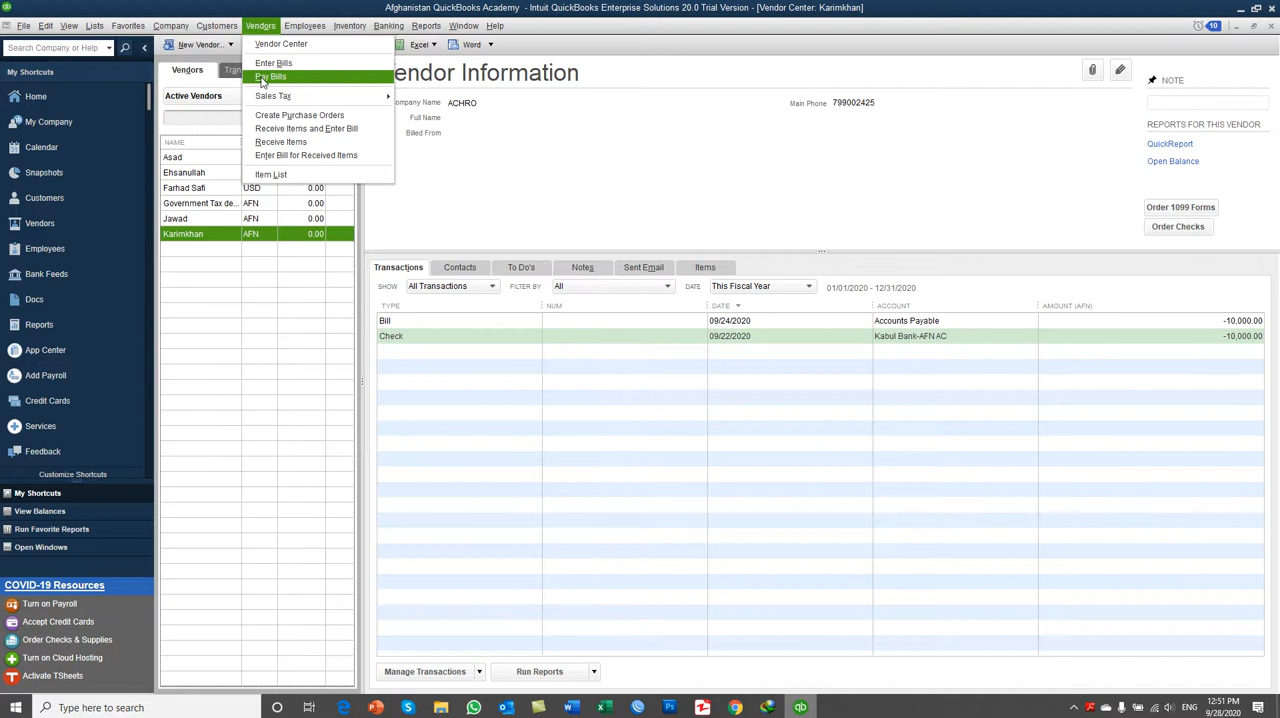 Afghanistan QuickBooks Academy - Intuit QuickBooks Enterprise Solutions 20.0 Trial Version - [Vendor Center: Karimkhan]
File Edit View Lists Favorites Company Customers Vendors Employees Inventory Banking Reports Window Help
10
Search Company or Help
New Vendor...
Excel
Word
My Shortcuts
Home
My Company
Calendar
Snapshots
Customers
Vendors
Employees
Bank Feeds
Docs
Reports
App Center
Add Payroll
Credit Cards
Services
Feedback
Customize Shortcuts
My Shortcuts
View Balances
Run Favorite Reports
Open Windows
COVID-19 Resources
Turn on Payroll
Accept Credit Cards
Order Checks & Supplies
Turn on Cloud Hosting
Activate TSheets
Vendor Center
Enter Bills
Pay Bills
Sales Tax
Create Purchase Orders
Receive Items and Enter Bill
Receive Items
Enter Bill for Received Items
Item List
Vendors
Active Vendors
NAME
Asad
Ehsanullah
Farhad Safi USD 0.00
Government Tax de... AFN 0.00
Jawad AFN 0.00
Karimkhan AFN 0.00
endor Information
ompany Name ACHRO
Full Name
Billed From
Main Phone 799002425
NOTE
REPORTS FOR THIS VENDOR
QuickReport
Open Balance
Order 1099 Forms
Order Checks
Transactions Contacts To Do's Notes Sent Email Items
SHOW All Transactions FILTER BY All DATE This Fiscal Year 01/01/2020 - 12/31/2020
TYPE NUM DATE ACCOUNT AMOUNT (AFN)
Bill 09/24/2020 Accounts Payable -10,000.00
Check 09/22/2020 Kabul Bank-AFN AC -10,000.00
Manage Transactions
Run Reports
Type here to search
ENG
12:51 PM
9/28/2020